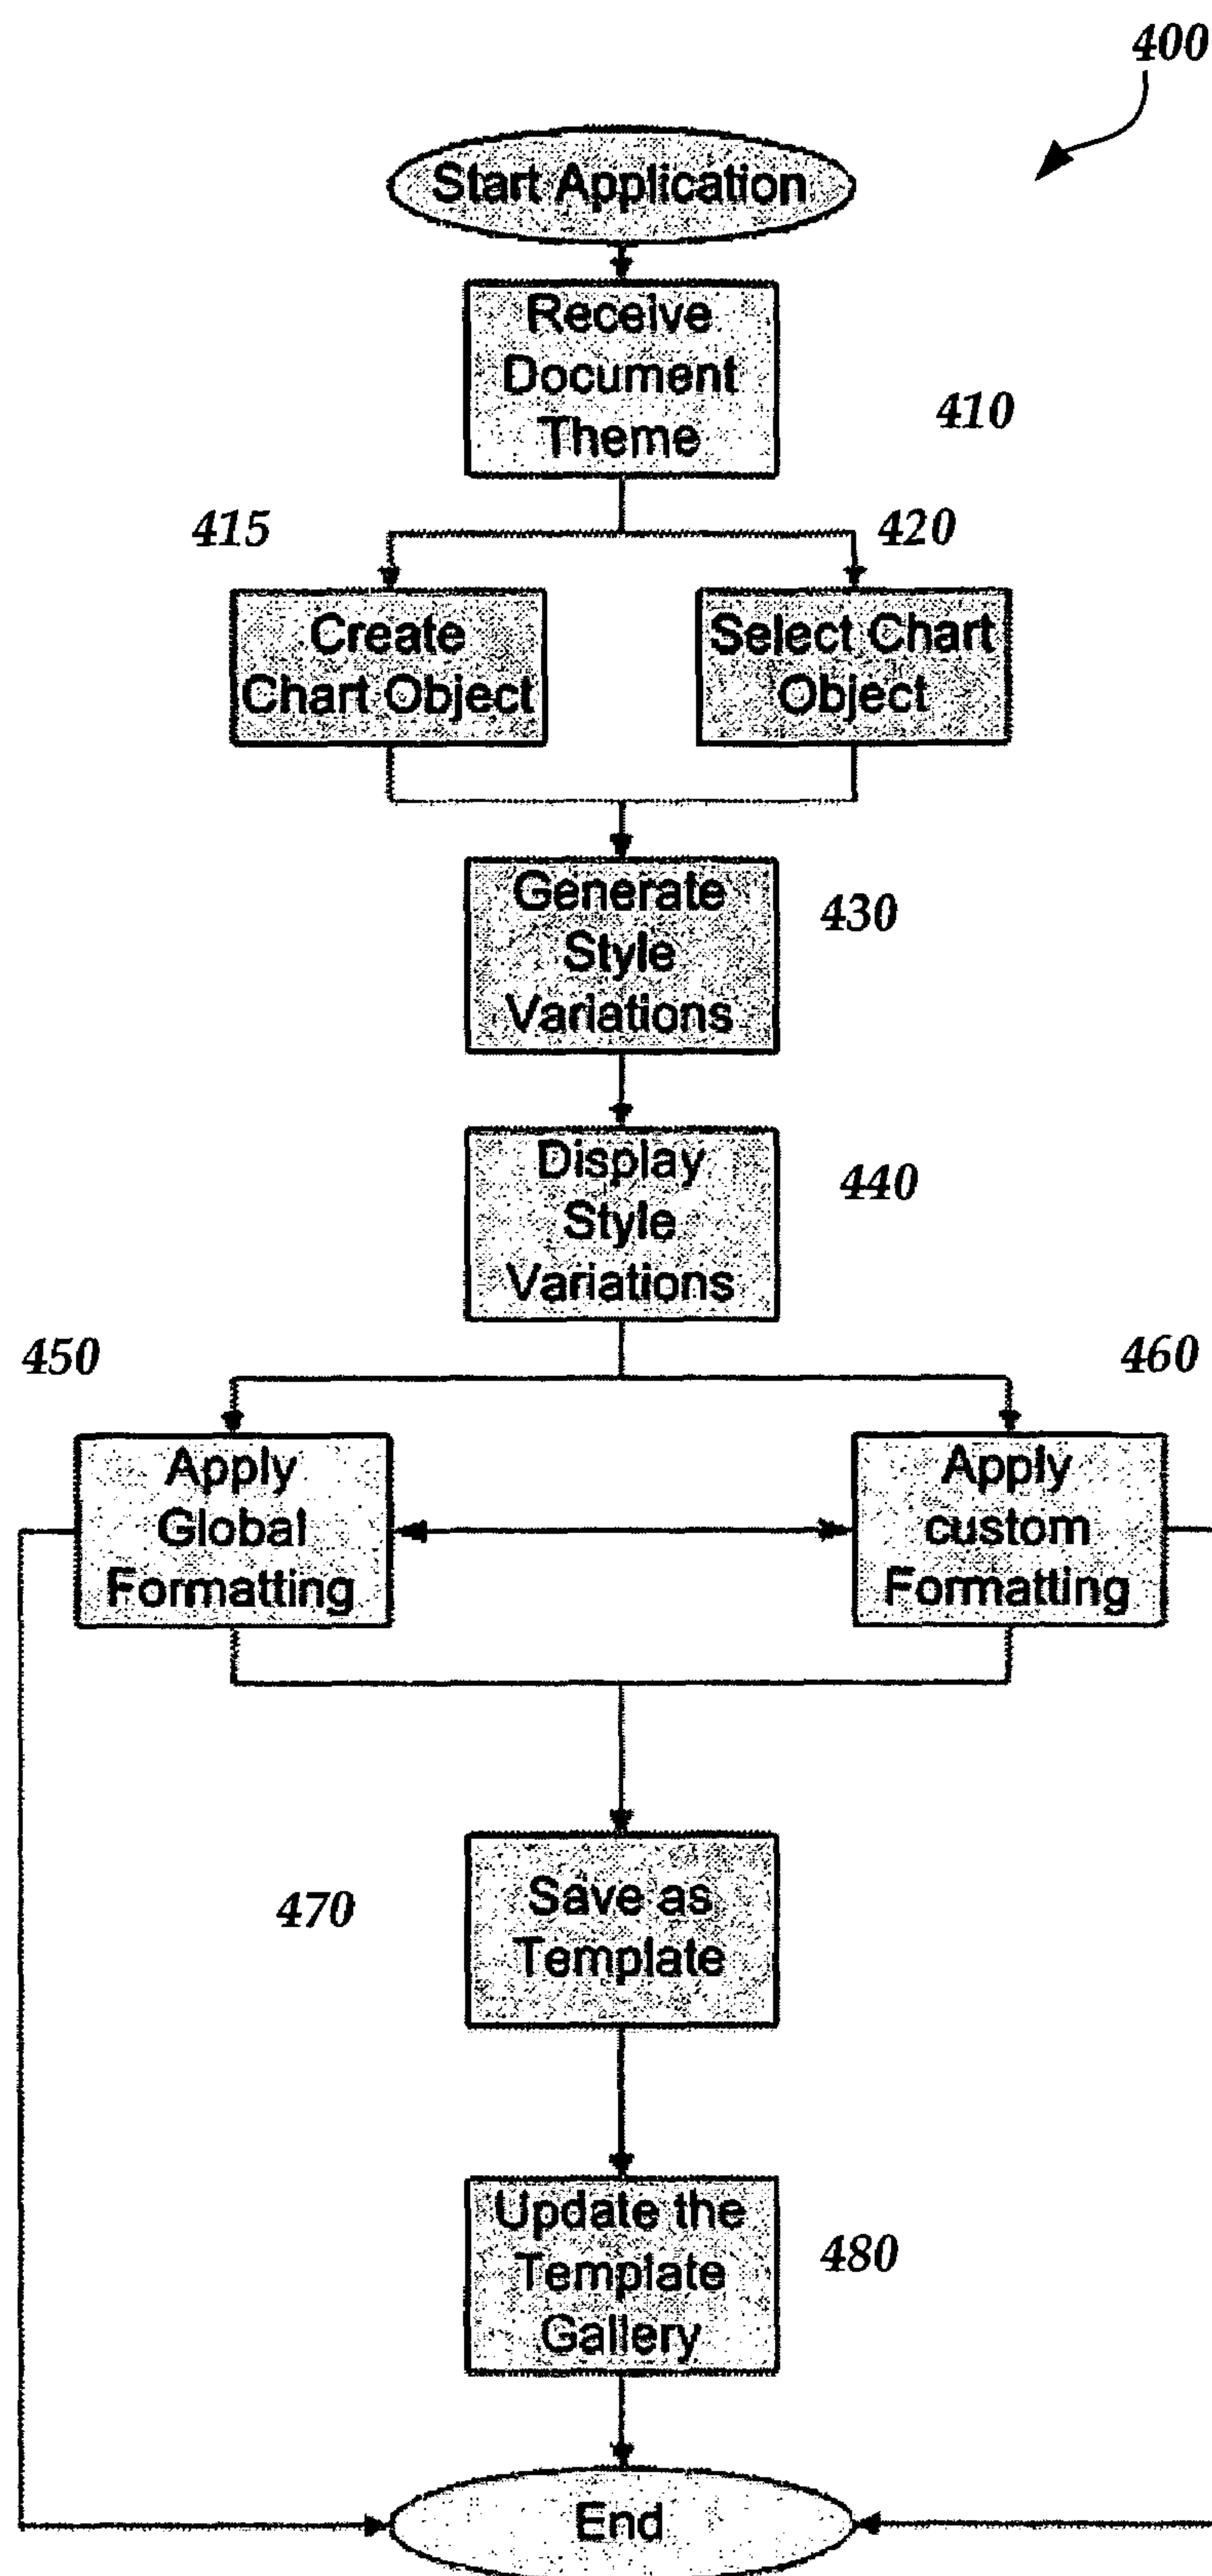 400
Start Application
Receive
Document
Theme
410
415
420
Create
Chart Object
Select Chart
Object
Generate
Style
Variations
430
Display
Style
Variations
440
450
460
Apply
Global
Formatting
Apply
custom
Formatting
Save as
Template
470
Update the
Template
Gallery
480
End